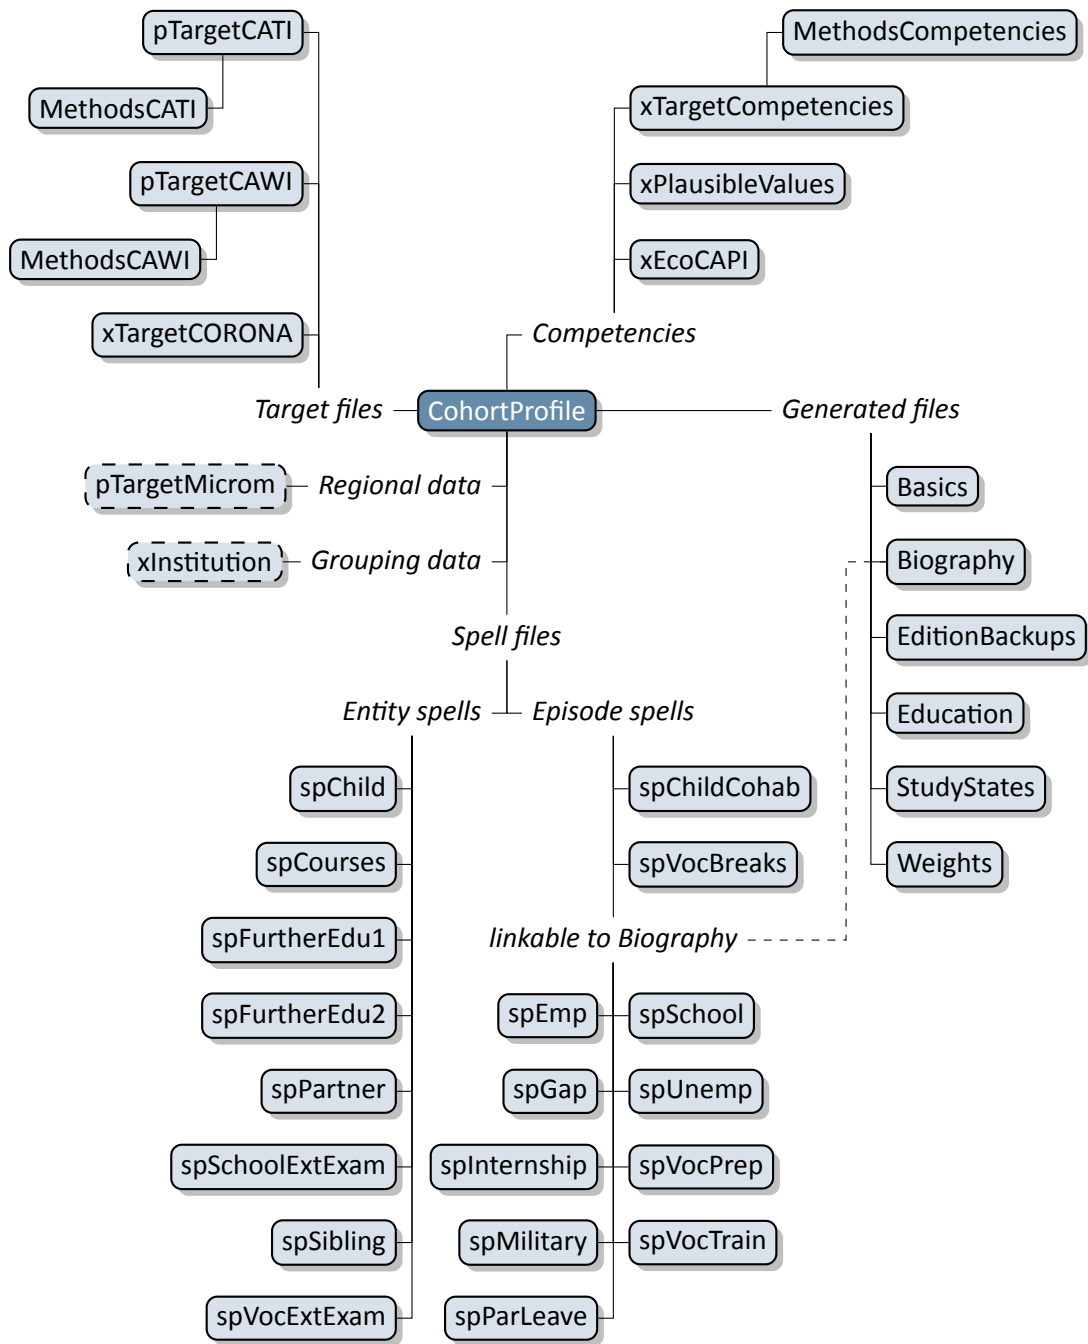 pTargetCATI
MethodsCompetencies
MethodsCATI
xTargetCompetencies
pTargetCAWI
xPlausibleValues
MethodsCAWI
xEcoCAPI
xTargetCORONA
Competencies
Target files
CohortProfile
Generated files
pTargetMicrom
Regional data
Basics
xInstitution
Grouping data
Biography
Spell files
EditionBackups
Entity spells
Episode spells
Education
spChild
spChildCohab
StudyStates
spCourses
spVocBreaks
Weights
spFurtherEdu1
linkable to Biography
spFurtherEdu2
spEmp
spSchool
spPartner
spGap
spUnemp
spSchoolExtExam
spInternship
spVocPrep
spSibling
spMilitary
spVocTrain
spVocExtExam
spParLeave